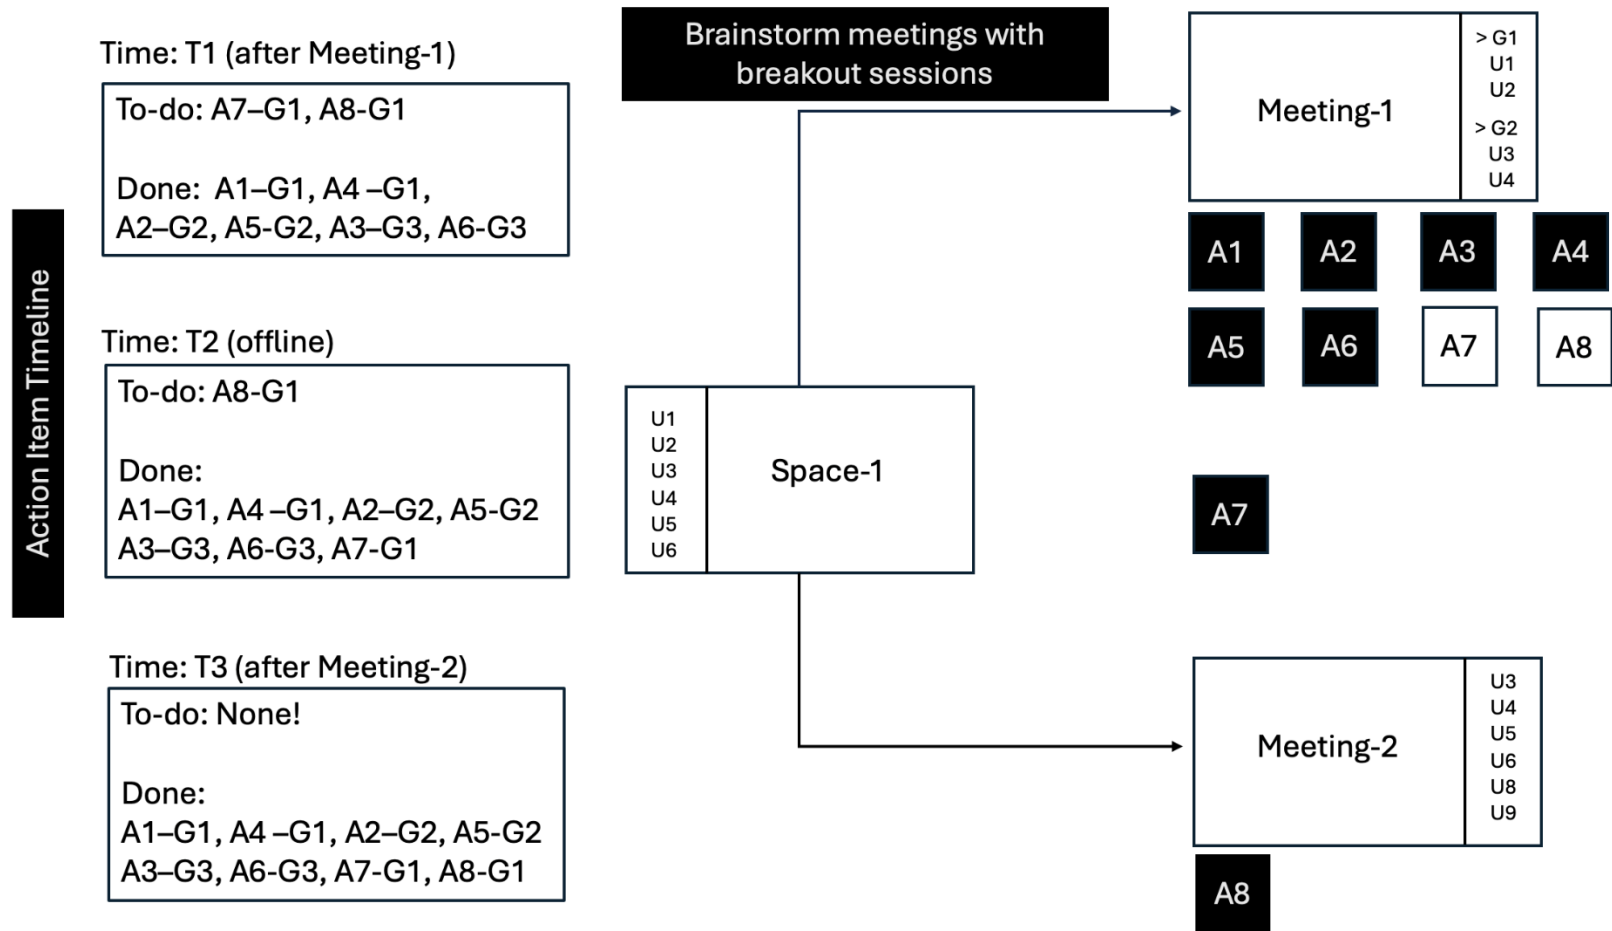 Action Item Timeline
Time: T1 (after Meeting-1)
To-do: A7–G1, A8-G1
Done:  A1–G1, A4 –G1,
A2–G2, A5-G2, A3–G3, A6-G3
Time: T2 (offline)
To-do: A8-G1
Done:
A1–G1, A4 –G1, A2–G2, A5-G2
A3–G3, A6-G3, A7-G1
Time: T3 (after Meeting-2)
To-do: None!
Done:
A1–G1, A4 –G1, A2–G2, A5-G2
A3–G3, A6-G3, A7-G1, A8-G1
Brainstorm meetings with
breakout sessions
U1
U2
U3
U4
U5
U6
Space-1
Meeting-1
> G1
U1
U2
> G2
U3
U4
A1 A2 A3 A4
A5 A6 A7 A8
A7
Meeting-2
U3
U4
U5
U6
U8
U9
A8